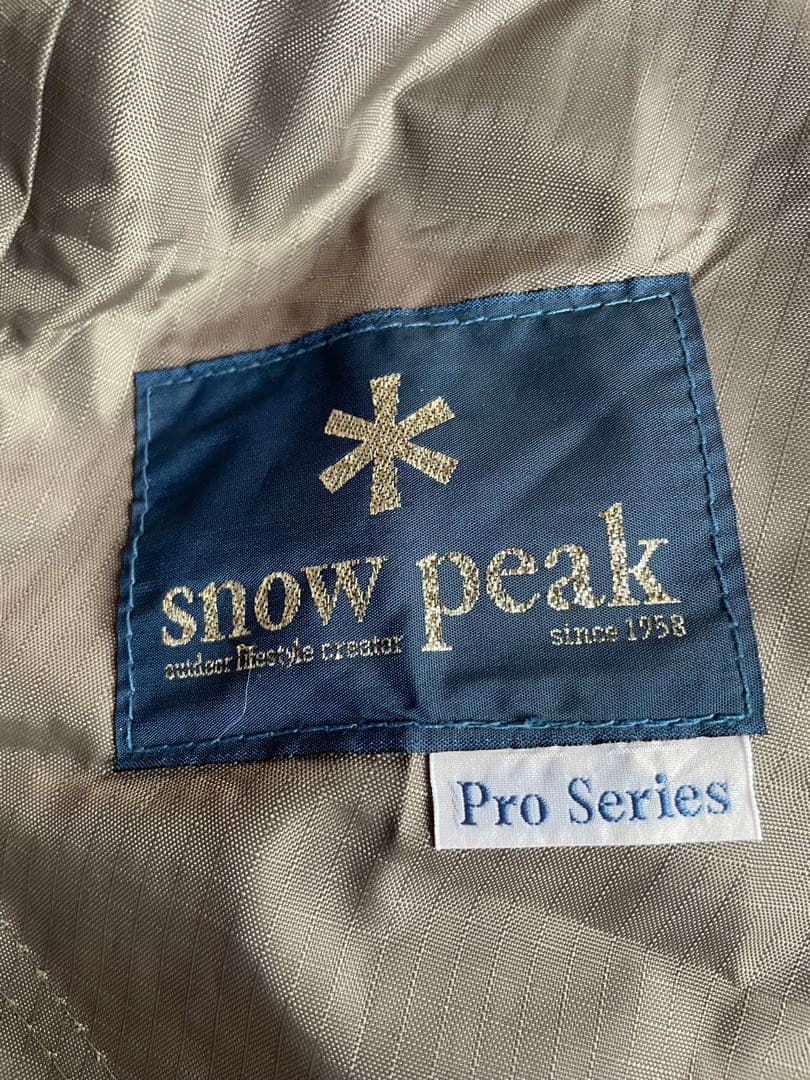 snow peak
outdoor lifestyle creator
since 1958
Pro Series